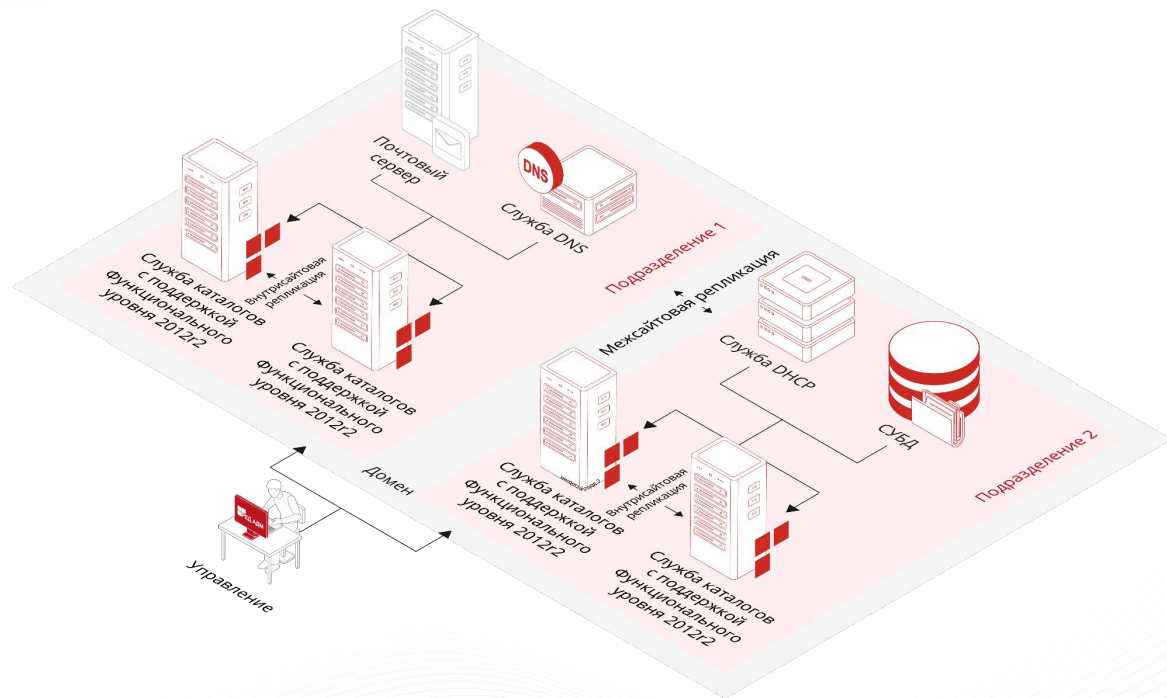 Почтовый
сервер
DNS
Служба DNS
Подразделение 1
Служба каталогов
с поддержкой
Функционального
уровня 2012r2
Внутрисайтовая
репликация
Служба каталогов
с поддержкой
Функционального
уровня 2012r2
Межсайтовая репликация
Служба DHCP
СУБД
Подразделение 2
Домен
Служба каталогов
с поддержкой
Функционального
уровня 2012r2
Внутрисайтовая
репликация
Служба каталогов
с поддержкой
Функционального
уровня 2012r2
РЕД АДМ
Управление